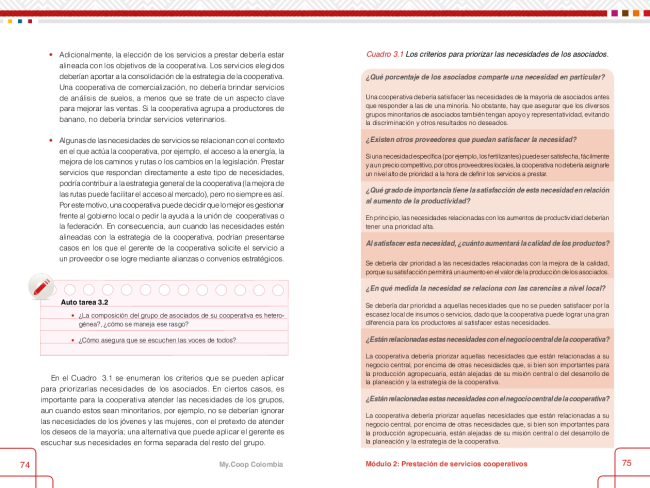 • Adicionalmente, la elección de los servicios a prestar debería estar
alineada con los objetivos de la cooperativa. Los servicios elegidos
deberían aportar a la consolidación de la estrategia de la cooperativa.
Una cooperativa de comercialización, no debería brindar servicios
de análisis de suelos, a menos que se trate de un aspecto clave
para mejorar las ventas. Si la cooperativa agrupa a productores de
banano, no debería brindar servicios veterinarios.
• Algunas de las necesidades de servicios se relacionan con el contexto
en el que actúa la cooperativa, por ejemplo, el acceso a la energía, la
mejora de los caminos y rutas o los cambios en la legislación. Prestar
servicios que respondan directamente a este tipo de necesidades,
podría contribuir a la estrategia general de la cooperativa (la mejora de
las rutas puede facilitar el acceso al mercado), pero no siempre es así.
Por este motivo, una cooperativa puede decidir que lo mejor es gestionar
frente al gobierno local o pedir la ayuda a la unión de cooperativas o
la federación. En consecuencia, aun cuando las necesidades estén
alineadas con la estrategia de la cooperativa, podrían presentarse
casos en los que el gerente de la cooperativa solicite el servicio a
un proveedor o se logre mediante alianzas o convenios estratégicos.
Auto tarea 3.2
• ¿La composición del grupo de asociados de su cooperativa es hetero-
génea?, ¿cómo se maneja ese rasgo?
• ¿Cómo asegura que se escuchen las voces de todos?
En el Cuadro 3.1 se enumeran los criterios que se pueden aplicar
para priorizarlas necesidades de los asociados. En ciertos casos, es
importante para la cooperativa atender las necesidades de los grupos,
aun cuando estos sean minoritarios, por ejemplo, no se deberían ignorar
las necesidades de los jóvenes y las mujeres, con el pretexto de atender
los deseos de la mayoría; una alternativa que puede aplicar el gerente es
escuchar sus necesidades en forma separada del resto del grupo.
74
My.Coop Colombia
Cuadro 3.1 Los criterios para priorizar las necesidades de los asociados.
¿Qué porcentaje de los asociados comparte una necesidad en particular?
Una cooperativa debería satisfacer las necesidades de la mayoría de asociados antes
que responder a las de una minoría. No obstante, hay que asegurar que los diversos
grupos minoritarios de asociados también tengan apoyo y representatividad, evitando
la discriminación y otros resultados no deseados.
¿Existen otros proveedores que puedan satisfacer la necesidad?
Si una necesidad específica (por ejemplo, los fertilizantes) puede ser satisfecha, fácilmente
y a un precio competitivo, por otros proveedores locales, la cooperativa no debería asignarle
un nivel alto de prioridad a la hora de definir los servicios a prestar.
¿Qué grado de importancia tiene la satisfacción de esta necesidad en relación
al aumento de la productividad?
En principio, las necesidades relacionadas con los aumentos de productividad deberían
tener una prioridad alta.
Al satisfacer esta necesidad, ¿cuánto aumentará la calidad de los productos?
Se debería dar prioridad a las necesidades relacionadas con la mejora de la calidad,
porque su satisfacción permitirá un aumento en el valor de la producción de los asociados.
¿En qué medida la necesidad se relaciona con las carencias a nivel local?
Se debería dar prioridad a aquellas necesidades que no se pueden satisfacer por la
escasez local de insumos o servicios, dado que la cooperativa puede lograr una gran
diferencia para los productores al satisfacer estas necesidades.
¿Están relacionadas estas necesidades con el negocio central de la cooperativa?
La cooperativa debería priorizar aquellas necesidades que están relacionadas a su
negocio central, por encima de otras necesidades que, si bien son importantes para
la producción agropecuaria, están alejadas de su misión central o del desarrollo de
la planeación y la estrategia de la cooperativa.
¿Están relacionadas estas necesidades con el negocio central de la cooperativa?
La cooperativa debería priorizar aquellas necesidades que están relacionadas a su
negocio central, por encima de otras necesidades que, si bien son importantes para
la producción agropecuaria, están alejadas de su misión central o del desarrollo de
la planeación y la estrategia de la cooperativa.
Módulo 2: Prestación de servicios cooperativos
75